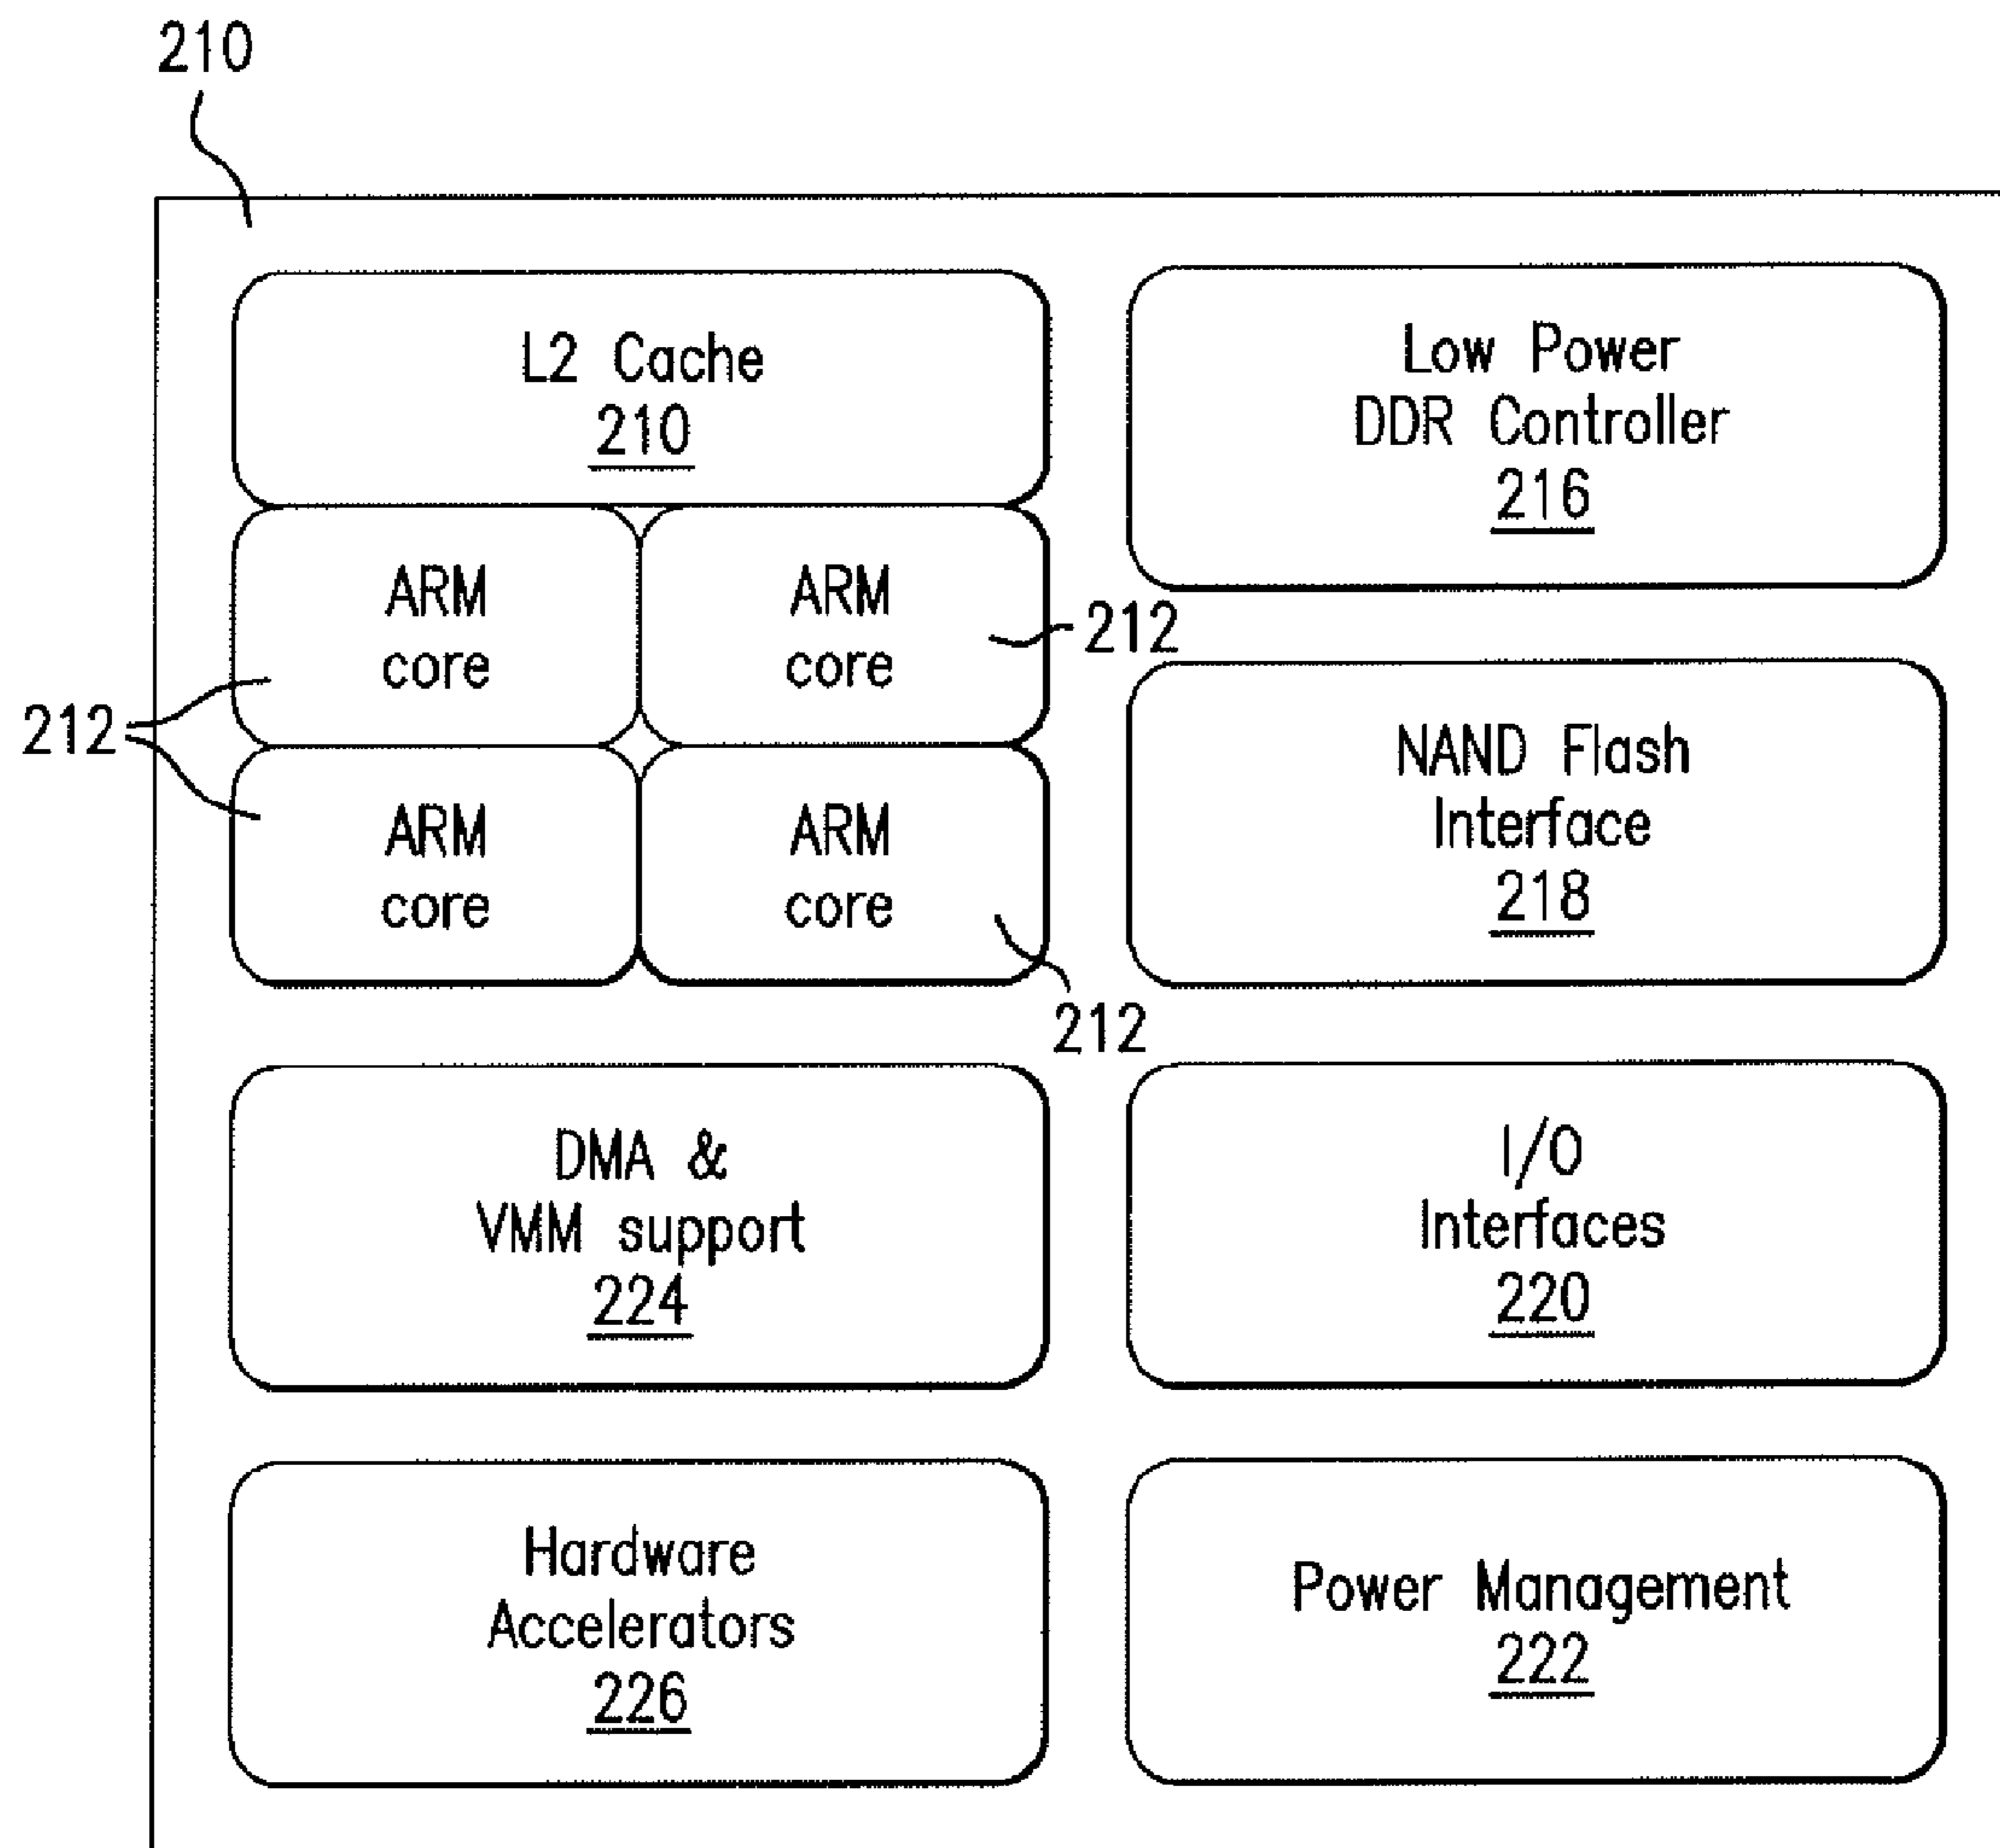 210
L2 Cache
210
ARM
core
ARM
core
212
212
ARM
core
ARM
core
212
Low Power
DDR Controller
216
NAND Flash
Interface
218
DMA &
VMM support
224
I/O
Interfaces
220
Hardware
Accelerators
226
Power Management
222